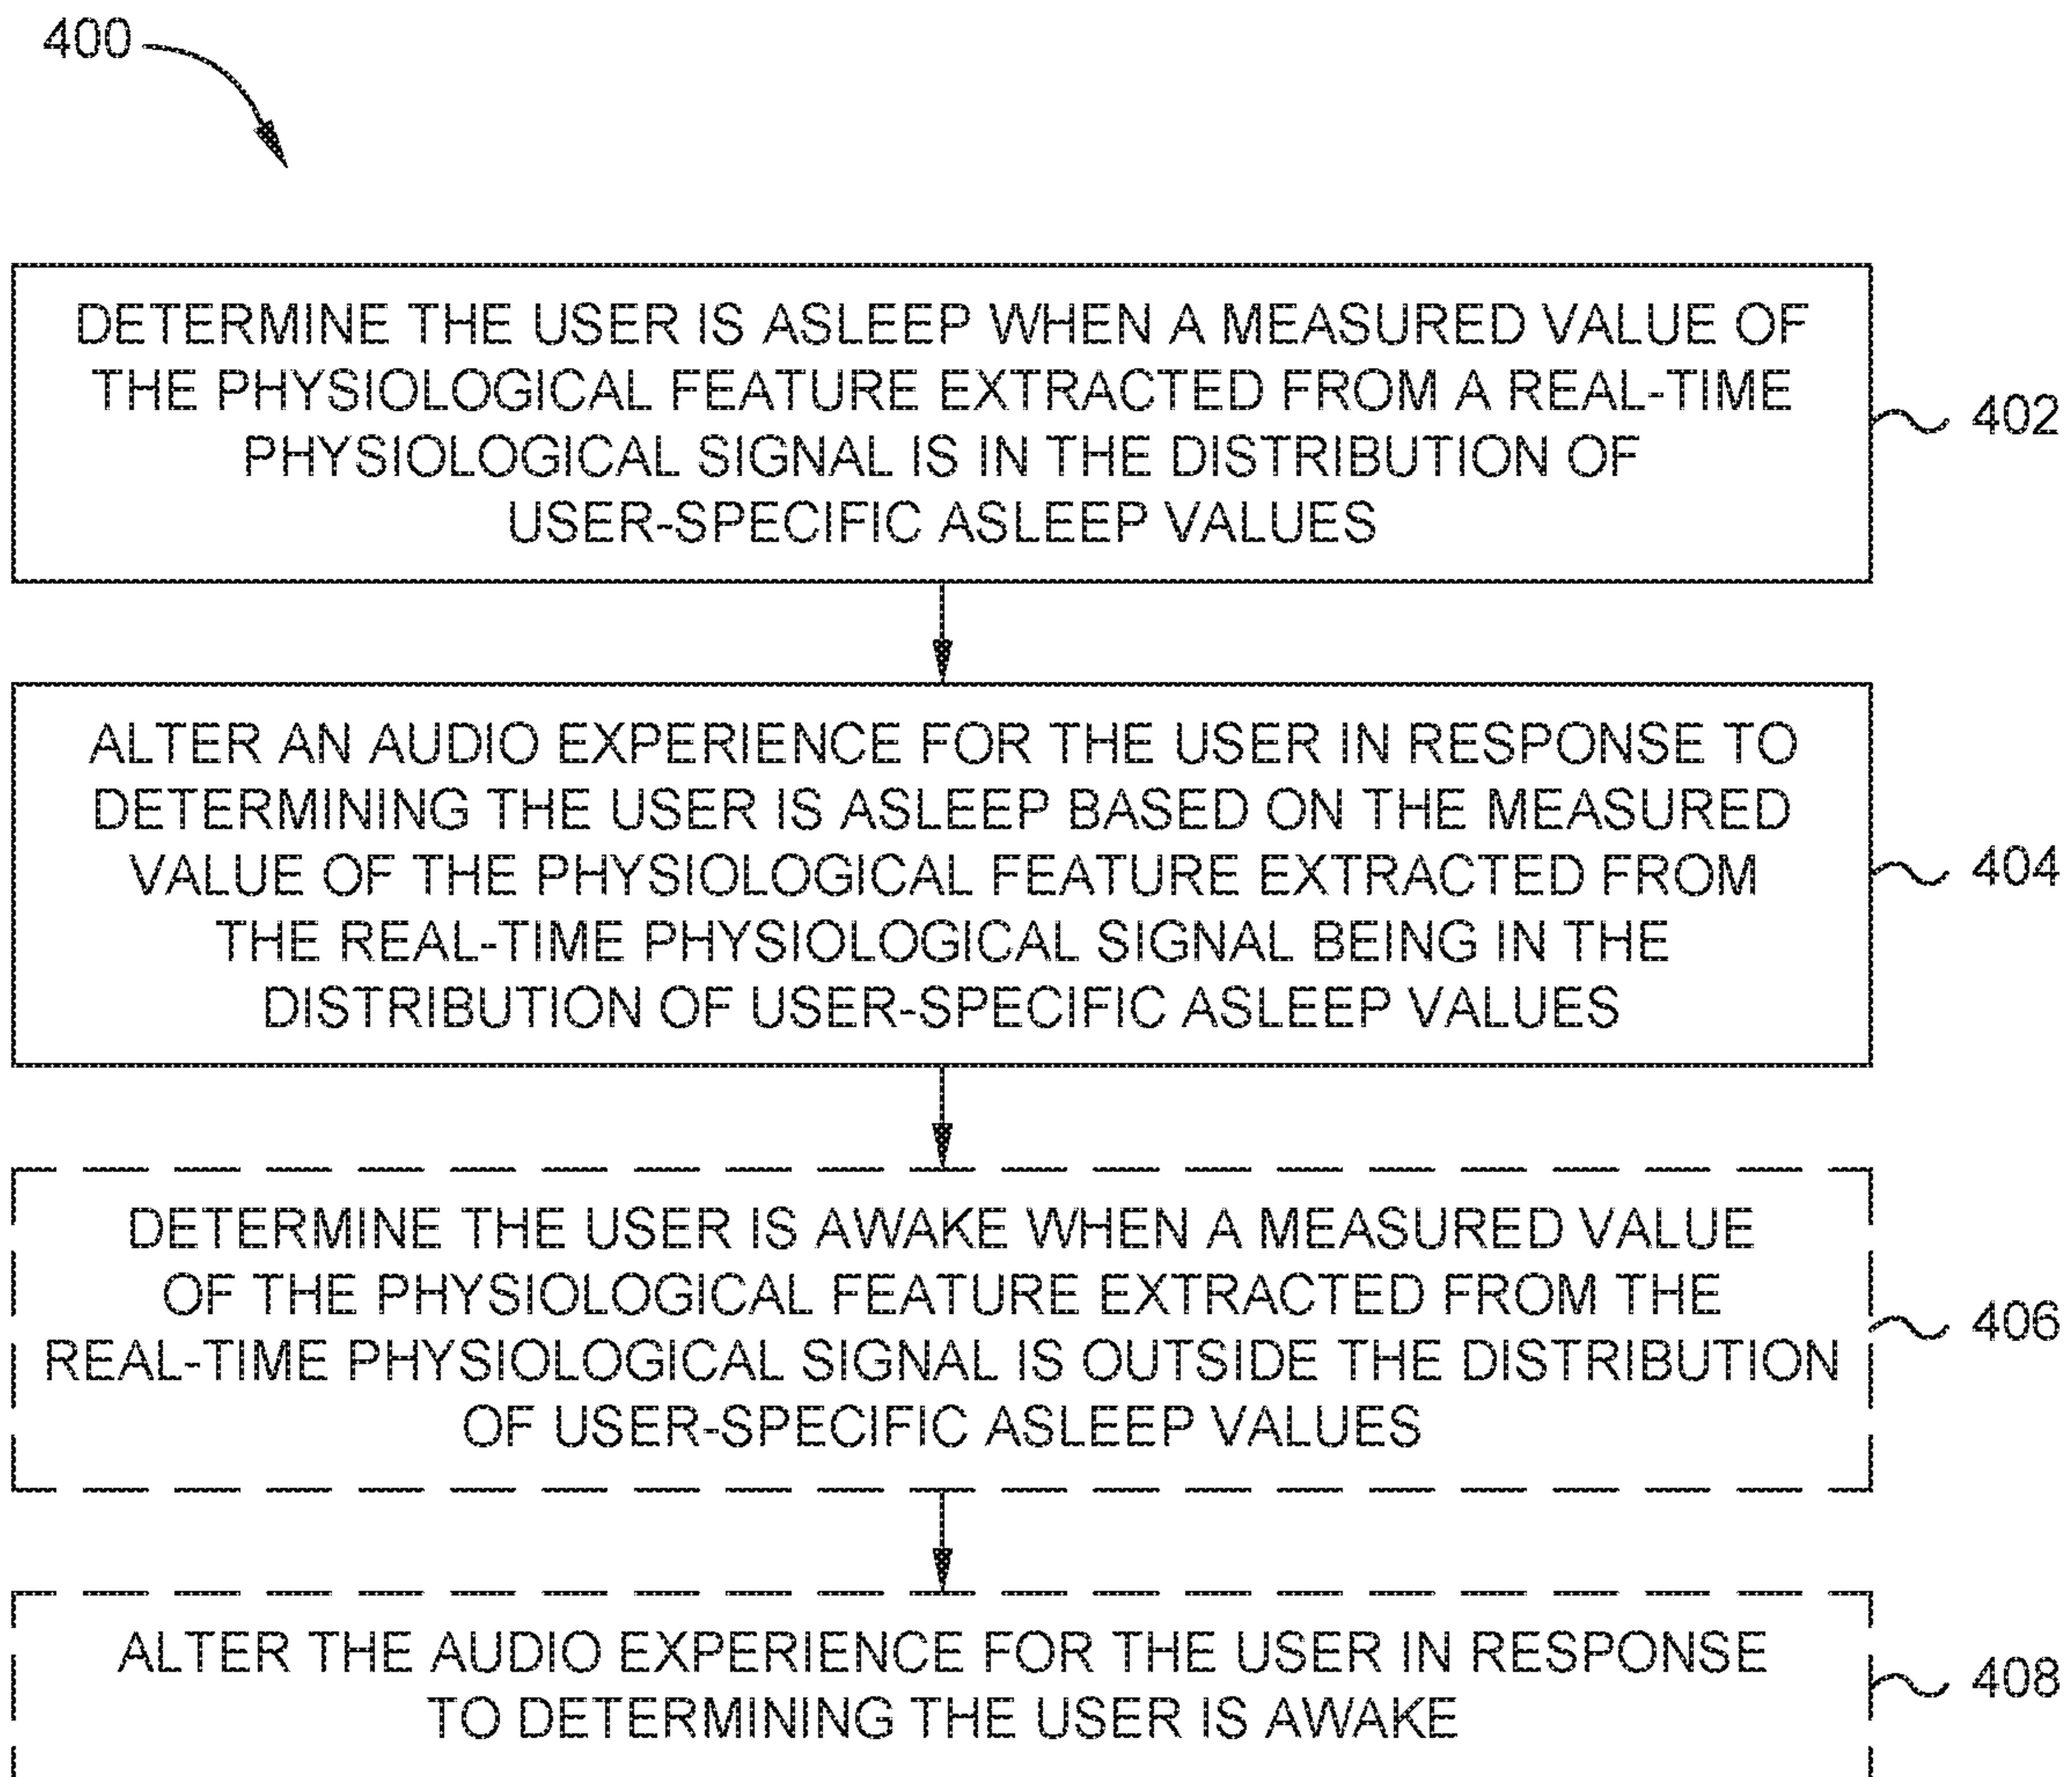 400
DETERMINE THE USER IS ASLEEP WHEN A MEASURED VALUE OF
THE PHYSIOLOGICAL FEATURE EXTRACTED FROM A REAL-TIME
PHYSIOLOGICAL SIGNAL IS IN THE DISTRIBUTION OF
USER-SPECIFIC ASLEEP VALUES
402
ALTER AN AUDIO EXPERIENCE FOR THE USER IN RESPONSE TO
DETERMINING THE USER IS ASLEEP BASED ON THE MEASURED
VALUE OF THE PHYSIOLOGICAL FEATURE EXTRACTED FROM
THE REAL-TIME PHYSIOLOGICAL SIGNAL BEING IN THE
DISTRIBUTION OF USER-SPECIFIC ASLEEP VALUES
404
DETERMINE THE USER IS AWAKE WHEN A MEASURED VALUE
OF THE PHYSIOLOGICAL FEATURE EXTRACTED FROM THE
REAL-TIME PHYSIOLOGICAL SIGNAL IS OUTSIDE THE DISTRIBUTION
OF USER-SPECIFIC ASLEEP VALUES
406
ALTER THE AUDIO EXPERIENCE FOR THE USER IN RESPONSE
TO DETERMINING THE USER IS AWAKE
408